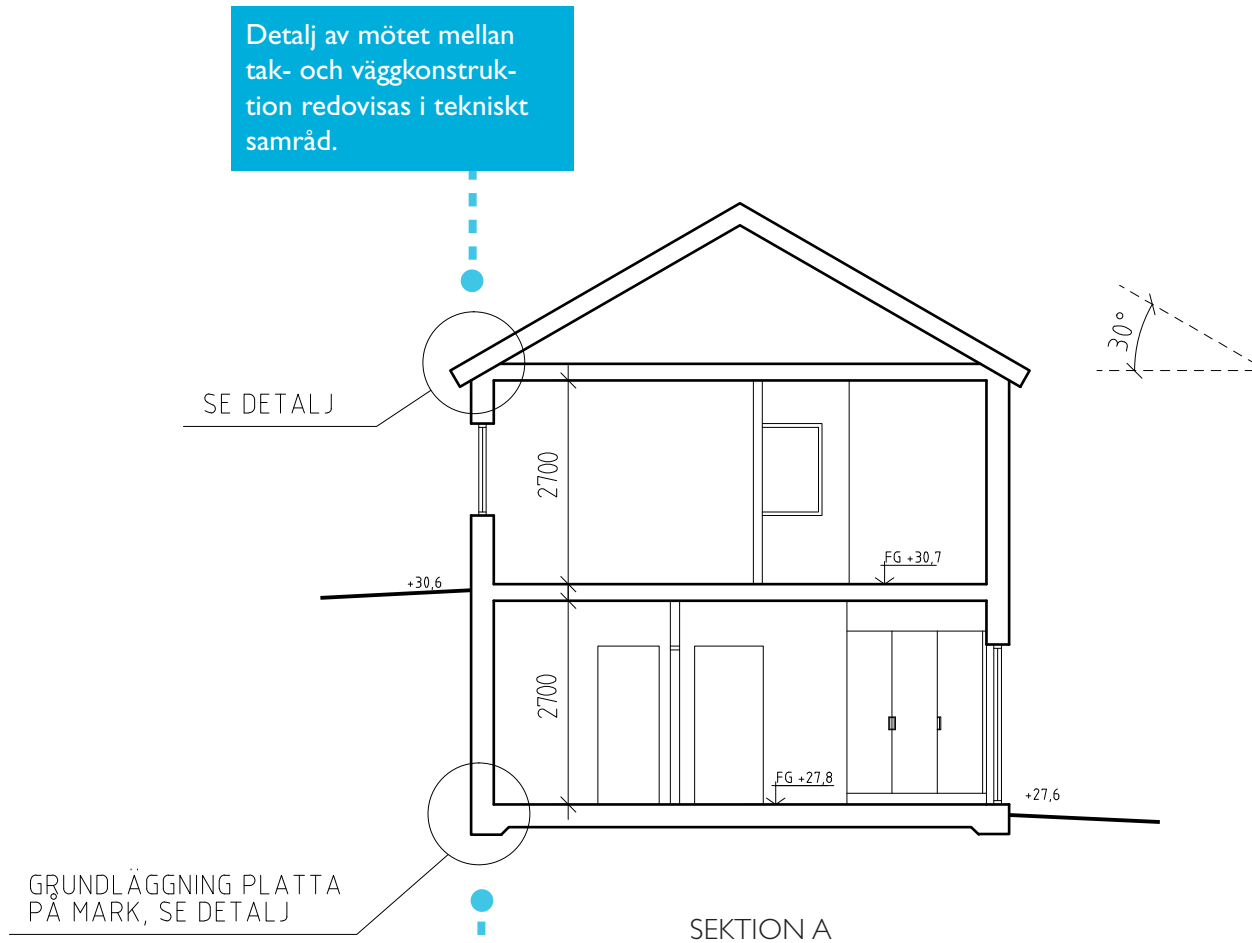 Detalj av mötet mellan
tak- och väggkonstruk-
tion redovisas i tekniskt
samråd.
30°
SE DETALJ
2700
FG +30,7
+30,6
2700
FG +27,8
+27,6
GRUNDLÄGGNING PLATTA
PÅ MARK, SE DETALJ
SEKTION A